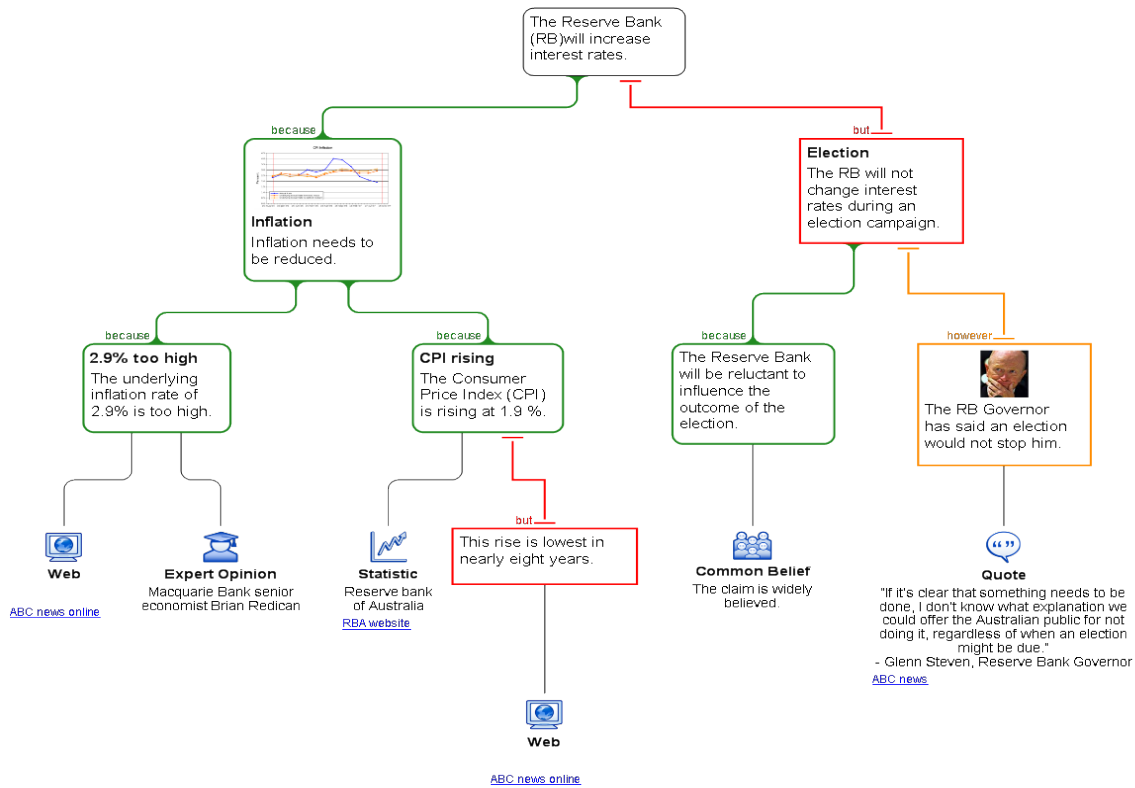 The Reserve Bank
(RB)will increase
interest rates.
because
but
CPI Inflation
Inflation
Inflation needs to
be reduced.
Election
The RB will not
change interest
rates during an
election campaign.
because
because
because
however
2.9% too high
The underlying
inflation rate of
2.9% is too high.
CPI rising
The Consumer
Price Index (CPI)
is rising at 1.9 %.
The Reserve Bank
will be reluctant to
influence the
outcome of the
election.
The RB Governor
has said an election
would not stop him.
but
This rise is lowest in
nearly eight years.
Web
ABC news online
Expert Opinion
Macquarie Bank senior
economist Brian Redican
Statistic
Reserve bank
of Australia
RBA website
Common Belief
The claim is widely
believed.
Quote
"If it's clear that something needs to be
done, I don't know what explanation we
could offer the Australian public for not
doing it, regardless of when an election
might be due."
- Glenn Steven, Reserve Bank Governor
ABC news
Web
ABC news online